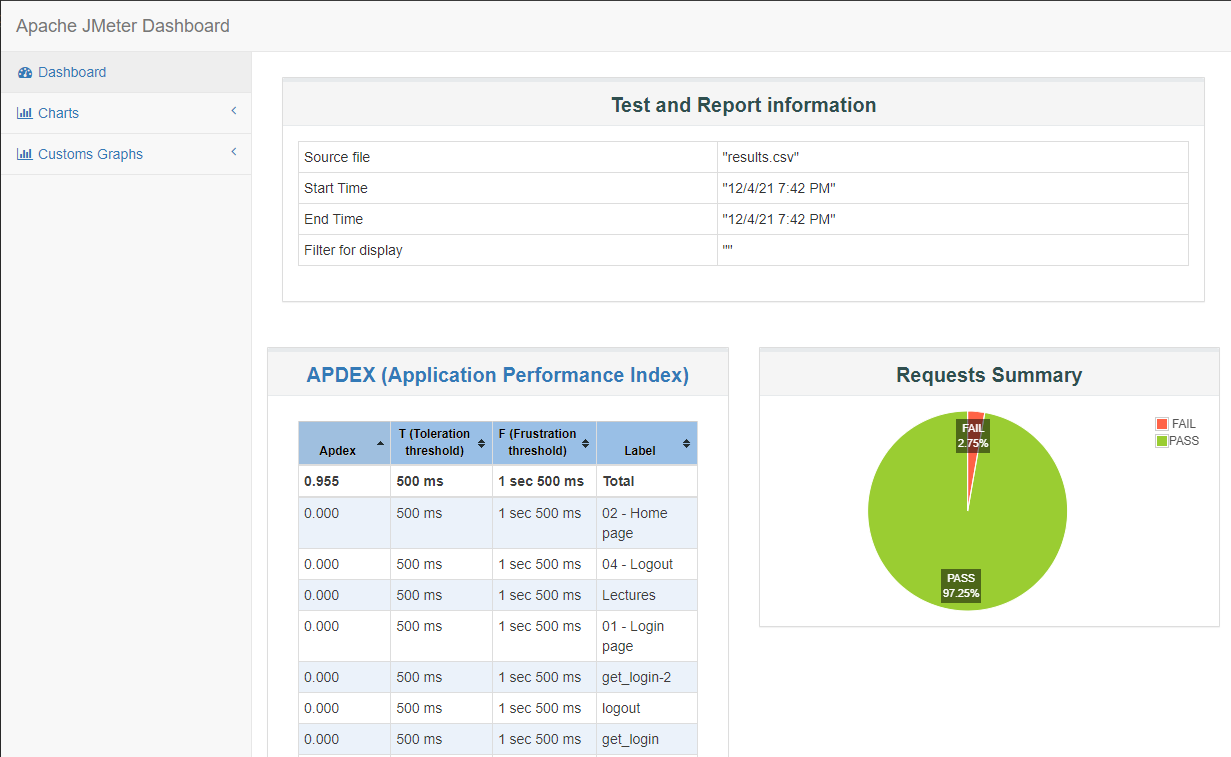 Apache JMeter Dashboard
Dashboard
Charts
Customs Graphs
Test and Report information
Source file "results.csv"
Start Time "12/4/21 7:42 PM"
End Time "12/4/21 7:42 PM"
Filter for display ""
APDEX (Application Performance Index)
Apdex T (Toleration threshold) F (Frustration threshold) Label
0.955 500 ms 1 sec 500 ms Total
0.000 500 ms 1 sec 500 ms 02 - Home page
0.000 500 ms 1 sec 500 ms 04 - Logout
0.000 500 ms 1 sec 500 ms Lectures
0.000 500 ms 1 sec 500 ms 01 - Login page
0.000 500 ms 1 sec 500 ms get_login-2
0.000 500 ms 1 sec 500 ms logout
0.000 500 ms 1 sec 500 ms get_login
Requests Summary
FAIL
2.75%
PASS
97.25%
FAIL
PASS